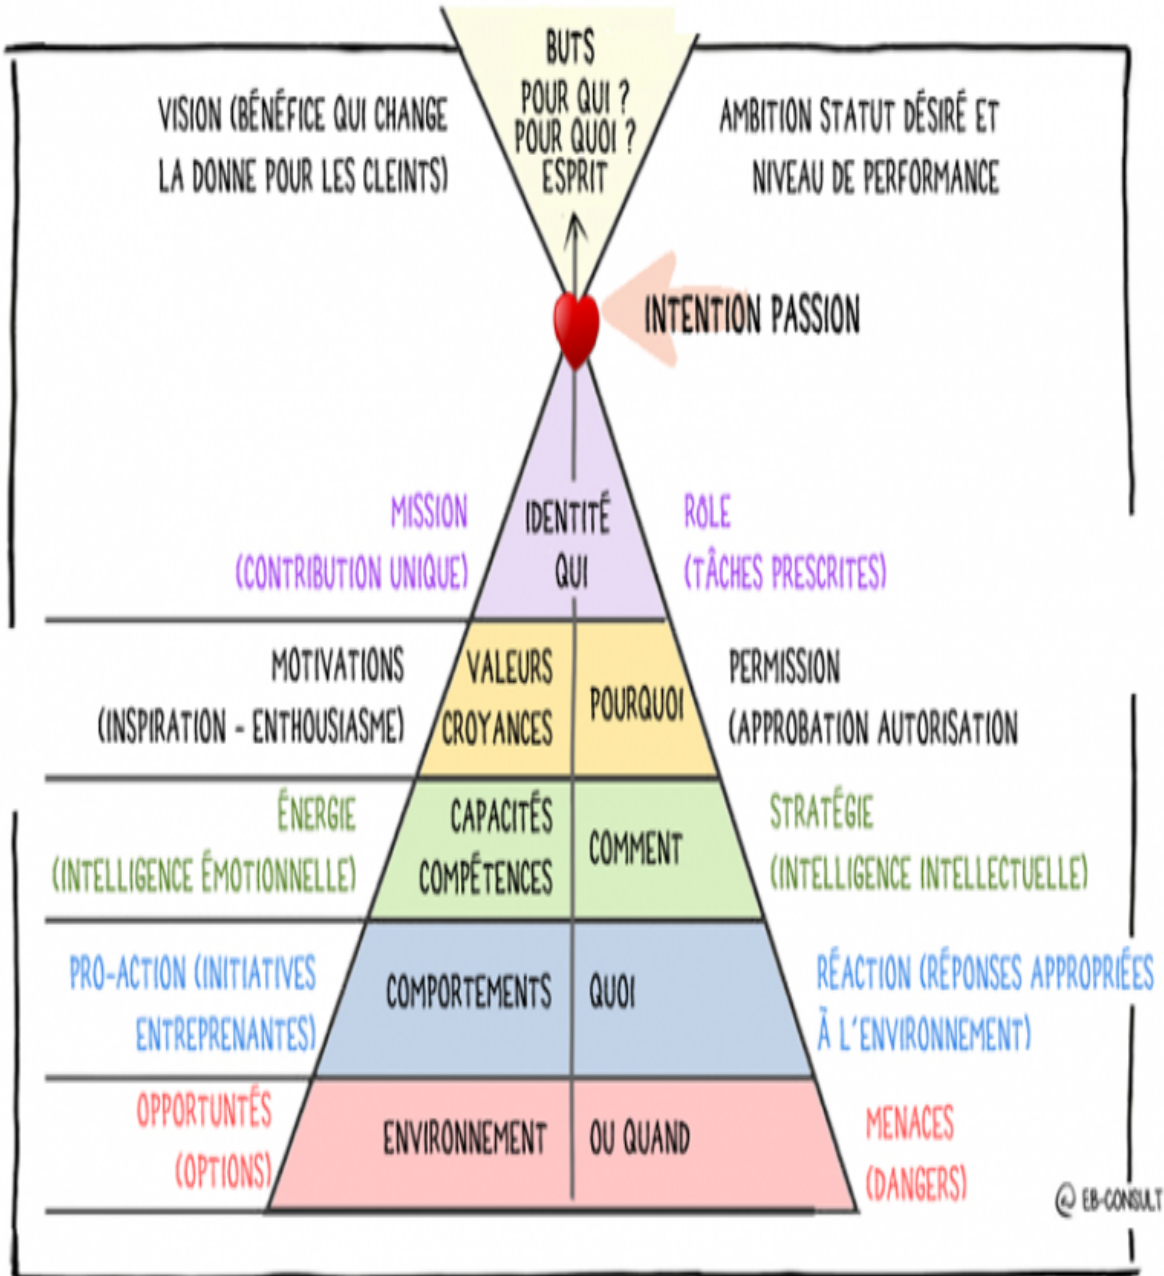 BUTS
POUR QUI ?
POUR QUOI ?
ESPRIT
VISION (BÉNÉFICE QUI CHANGE
LA DONNE POUR LES CLEINTS)
AMBITION STATUT DÉSIRÉ ET
NIVEAU DE PERFORMANCE
INTENTION PASSION
MISSION
(CONTRIBUTION UNIQUE)
IDENTITÉ
QUI
ROLE
(TÂCHES PRESCRITES)
MOTIVATIONS
(INSPIRATION - ENTHOUSIASME)
VALEURS
CROYANCES
POURQUOI
PERMISSION
(APPROBATION AUTORISATION
ÉNERGIE
(INTELLIGENCE ÉMOTIONNELLE)
CAPACITÉS
COMPÉTENCES
COMMENT
STRATÉGIE
(INTELLIGENCE INTELLECTUELLE)
PRO-ACTION (INITIATIVES
ENTREPRENANTES)
COMPORTEMENTS
QUOI
RÉACTION (RÉPONSES APPROPRIÉES
À L'ENVIRONNEMENT)
OPPORTUNTÉS
(OPTIONS)
ENVIRONNEMENT
OU QUAND
MENACES
(DANGERS)
@ EB-CONSULT